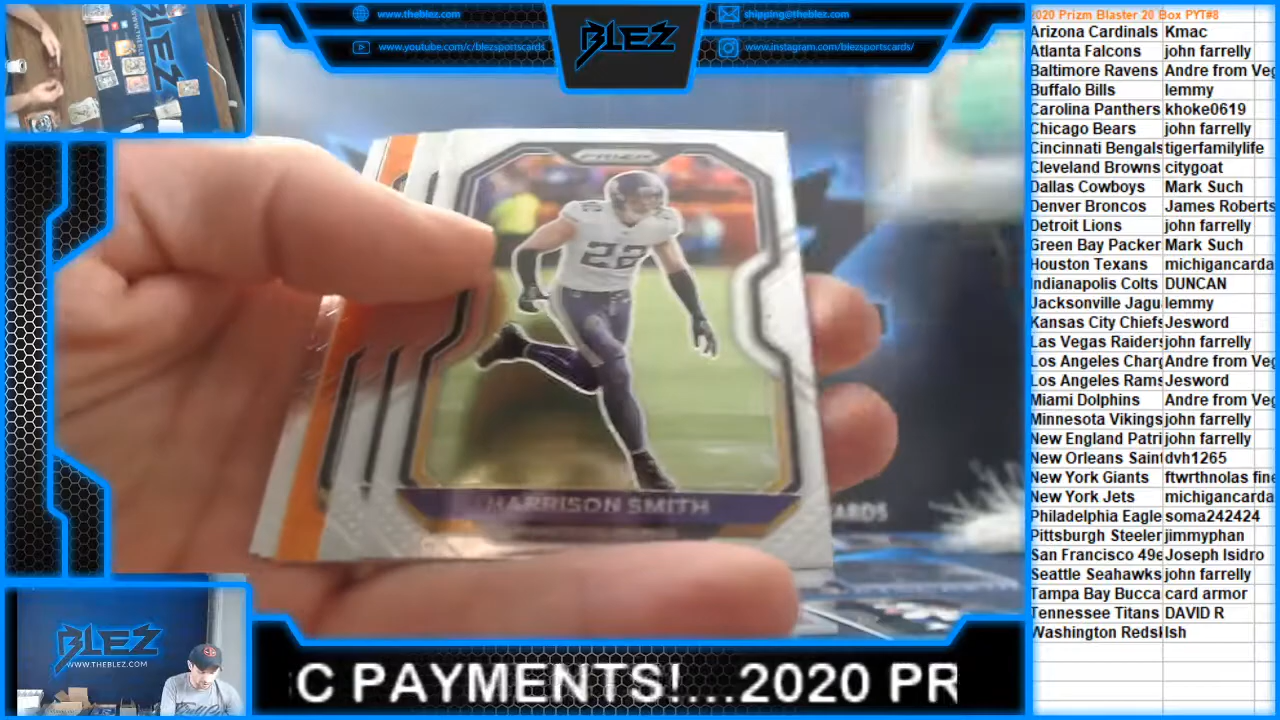 www.theblez.com
www.youtube.com/c/blezsportscards
BLEZ
shipping@theblez.com
www.instagram.com/blezsportscards/
2020 Prizm Blaster 20 Box PYT#8
Arizona Cardinals Kmac
Atlanta Falcons john farrelly
Baltimore Ravens Andre from Veg
Buffalo Bills lemmy
Carolina Panthers khoke0619
Chicago Bears john farrelly
Cincinnati Bengals tigerfamilylife
Cleveland Browns citygoat
Dallas Cowboys Mark Such
Denver Broncos James Roberts
Detroit Lions john farrelly
Green Bay Packer Mark Such
Houston Texans michigancarda
Indianapolis Colts DUNCAN
Jacksonville Jagu lemmy
Kansas City Chiefs Jesword
Las Vegas Raiders john farrelly
Los Angeles Charg Andre from Veg
Los Angeles Rams Jesword
Miami Dolphins Andre from Veg
Minnesota Vikings john farrelly
New England Patri john farrelly
New Orleans Saint dvh1265
New York Giants ftwrthnolas fine
New York Jets michigancarda
Philadelphia Eagle soma242424
Pittsburgh Steeler jimmyphan
San Francisco 49e Joseph Isidro
Seattle Seahawks john farrelly
Tampa Bay Bucca card armor
Tennessee Titans DAVID R
Washington Redsk Ish
PRIZM
22
HARRISON SMITH
ARDS
BLEZ
WWW.THEBLEZ.COM
BLEZ
C PAYMENTS!...2020 PR